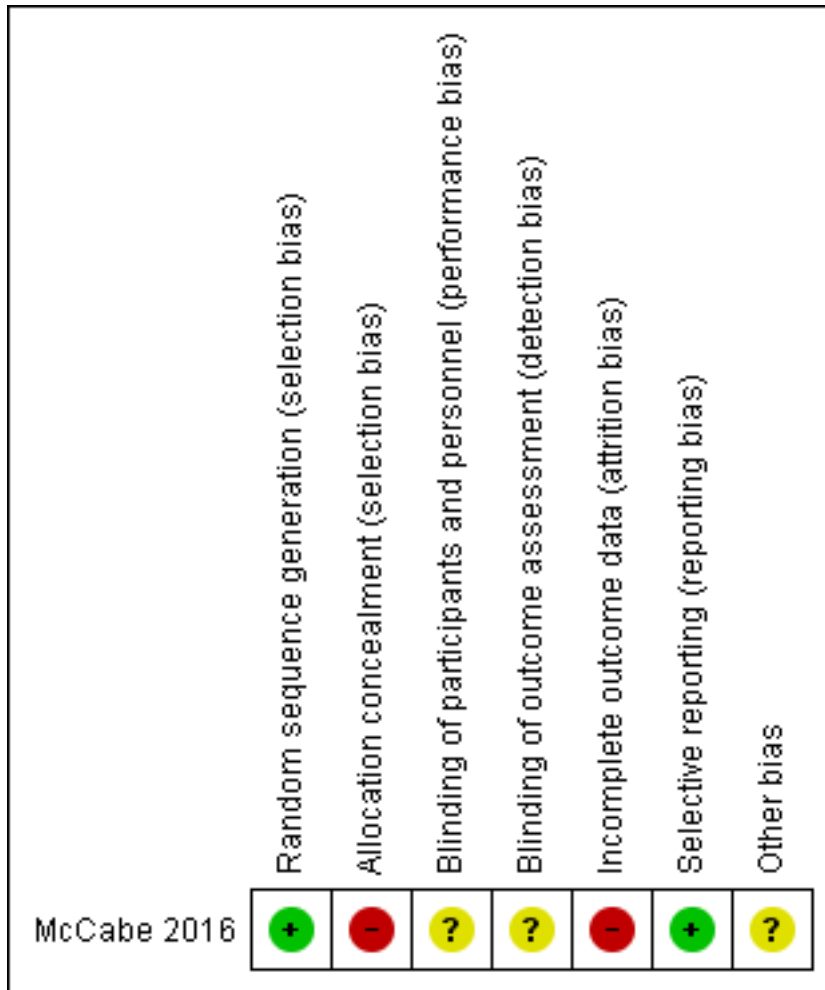 Random sequence generation (selection bias)
Allocation concealment (selection bias)
Blinding of participants and personnel (performance bias)
Blinding of outcome assessment (detection bias)
Incomplete outcome data (attrition bias)
Selective reporting (reporting bias)
Other bias
McCabe 2016 + - ? ? - + ?